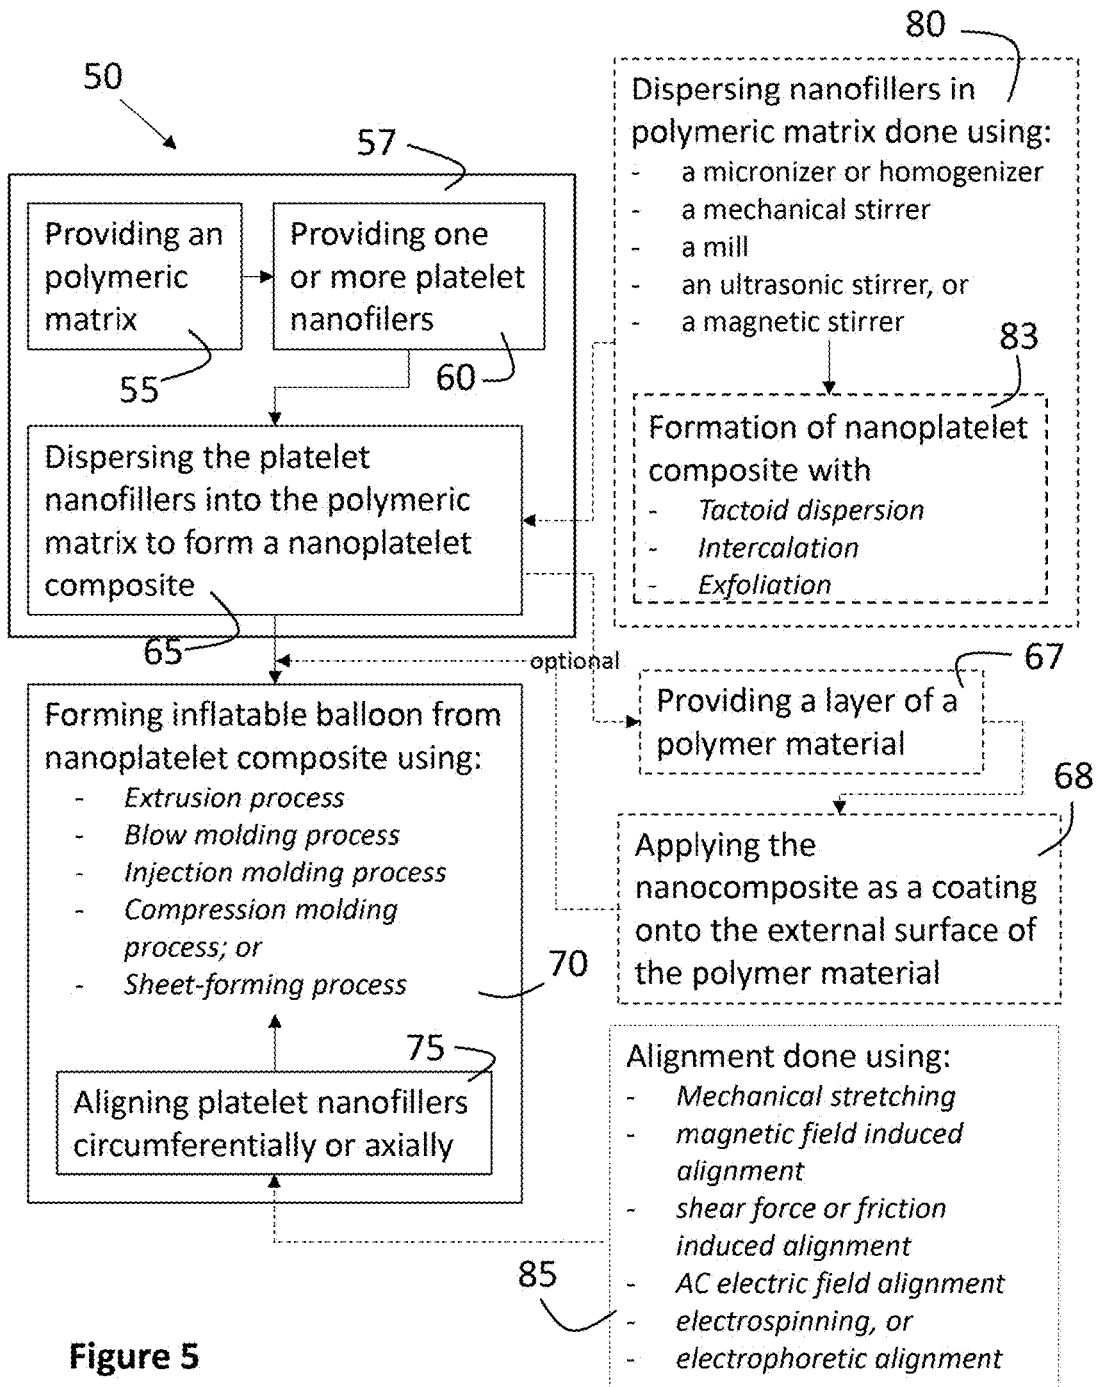 80
50
Dispersing nanofillers in
polymeric matrix done using:
- a micronizer or homogenizer
- a mechanical stirrer
- a mill
- an ultrasonic stirrer, or
- a magnetic stirrer
57
Providing an
polymeric
matrix
55
Providing one
or more platelet
nanofilers
60
83
Formation of nanoplatelet
composite with
- Tactoid dispersion
- Intercalation
- Exfoliation
Dispersing the platelet
nanofillers into the polymeric
matrix to form a nanoplatelet
composite
65
optional
67
Providing a layer of a
polymer material
68
Applying the
nanocomposite as a coating
onto the external surface of
the polymer material
Forming inflatable balloon from
nanoplatelet composite using:
- Extrusion process
- Blow molding process
- Injection molding process
- Compression molding
process; or
- Sheet-forming process
70
75
Aligning platelet nanofillers
circumferentially or axially
Alignment done using:
- Mechanical stretching
- magnetic field induced
alignment
- shear force or friction
induced alignment
- AC electric field alignment
- electrospinning, or
- electrophoretic alignment
85
Figure 5